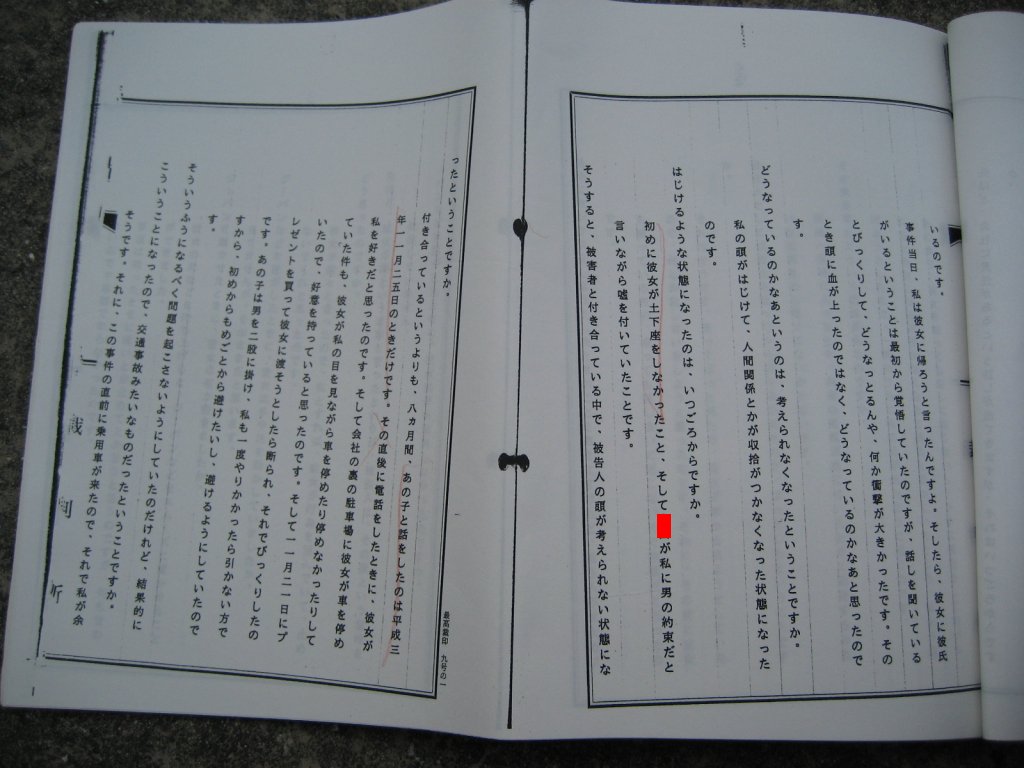 いるのです。
事件当日、私は彼女に帰ろうと言ったんですよ。そしたら、彼女に彼氏
がいるということは最初から覚悟していたのですが、話しを聞いている
とびっくりして、どうなっとるんや、何か衝撃が大きかったです。その
とき頭に血が上ったのではなく、どうなっているのかなあと思ったので
す。
どうなっているのかなあというのは、考えられなくなったということですか。
私の頭がはじけて、人間関係とかが収拾がつかなくなった状態になった
のです。
はじけるような状態になったのは、いつごろからですか。
初めに彼女が土下座をしなかったこと、そして
が私に男の約束だと
言いながら嘘を付いていたことです。
そうすると、被害者と付き合っている中で、被告人の頭が考えられない状態にな
ったということですか。
付き合っているというよりも、八ヵ月間、あの子と話をしたのは平成三
年一一月二五日のときだけです。その直後に電話をしたときに、彼女が
私を好きだと思ったのです。そして会社の裏の駐車場に彼女が車を停め
ていた件も、彼女が私の目を見ながら車を停めたり停めなかったりして
いたので、好意を持っていると思ったのです。そして一一月二一日にプ
レゼントを買って彼女に渡そうとしたら断られ、それでびっくりしたの
です。あの子は男を二股に掛け、私も一度やりかかったら引かない方で
すから、初めからもめごとから避けたいし、避けるようにしていたので
す。
そういうふうになるべく問題を起こさないようにしていたのだけれど、結果的に
こういうことになったので、交通事故みたいなものだったということですか。
そうです。それに、この事件の直前に乗用車が来たので、それで私が余
裁
判
所
最高裁印 九号の一